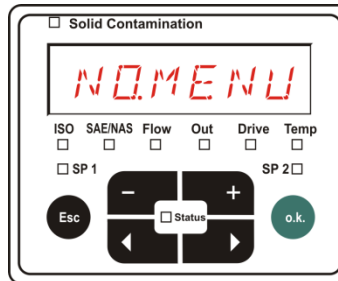 Solid Contamination
NO.MENU
ISO SAE/NAS Flow Out Drive Temp
SP 1 SP 2
- +
Esc Status o.k.